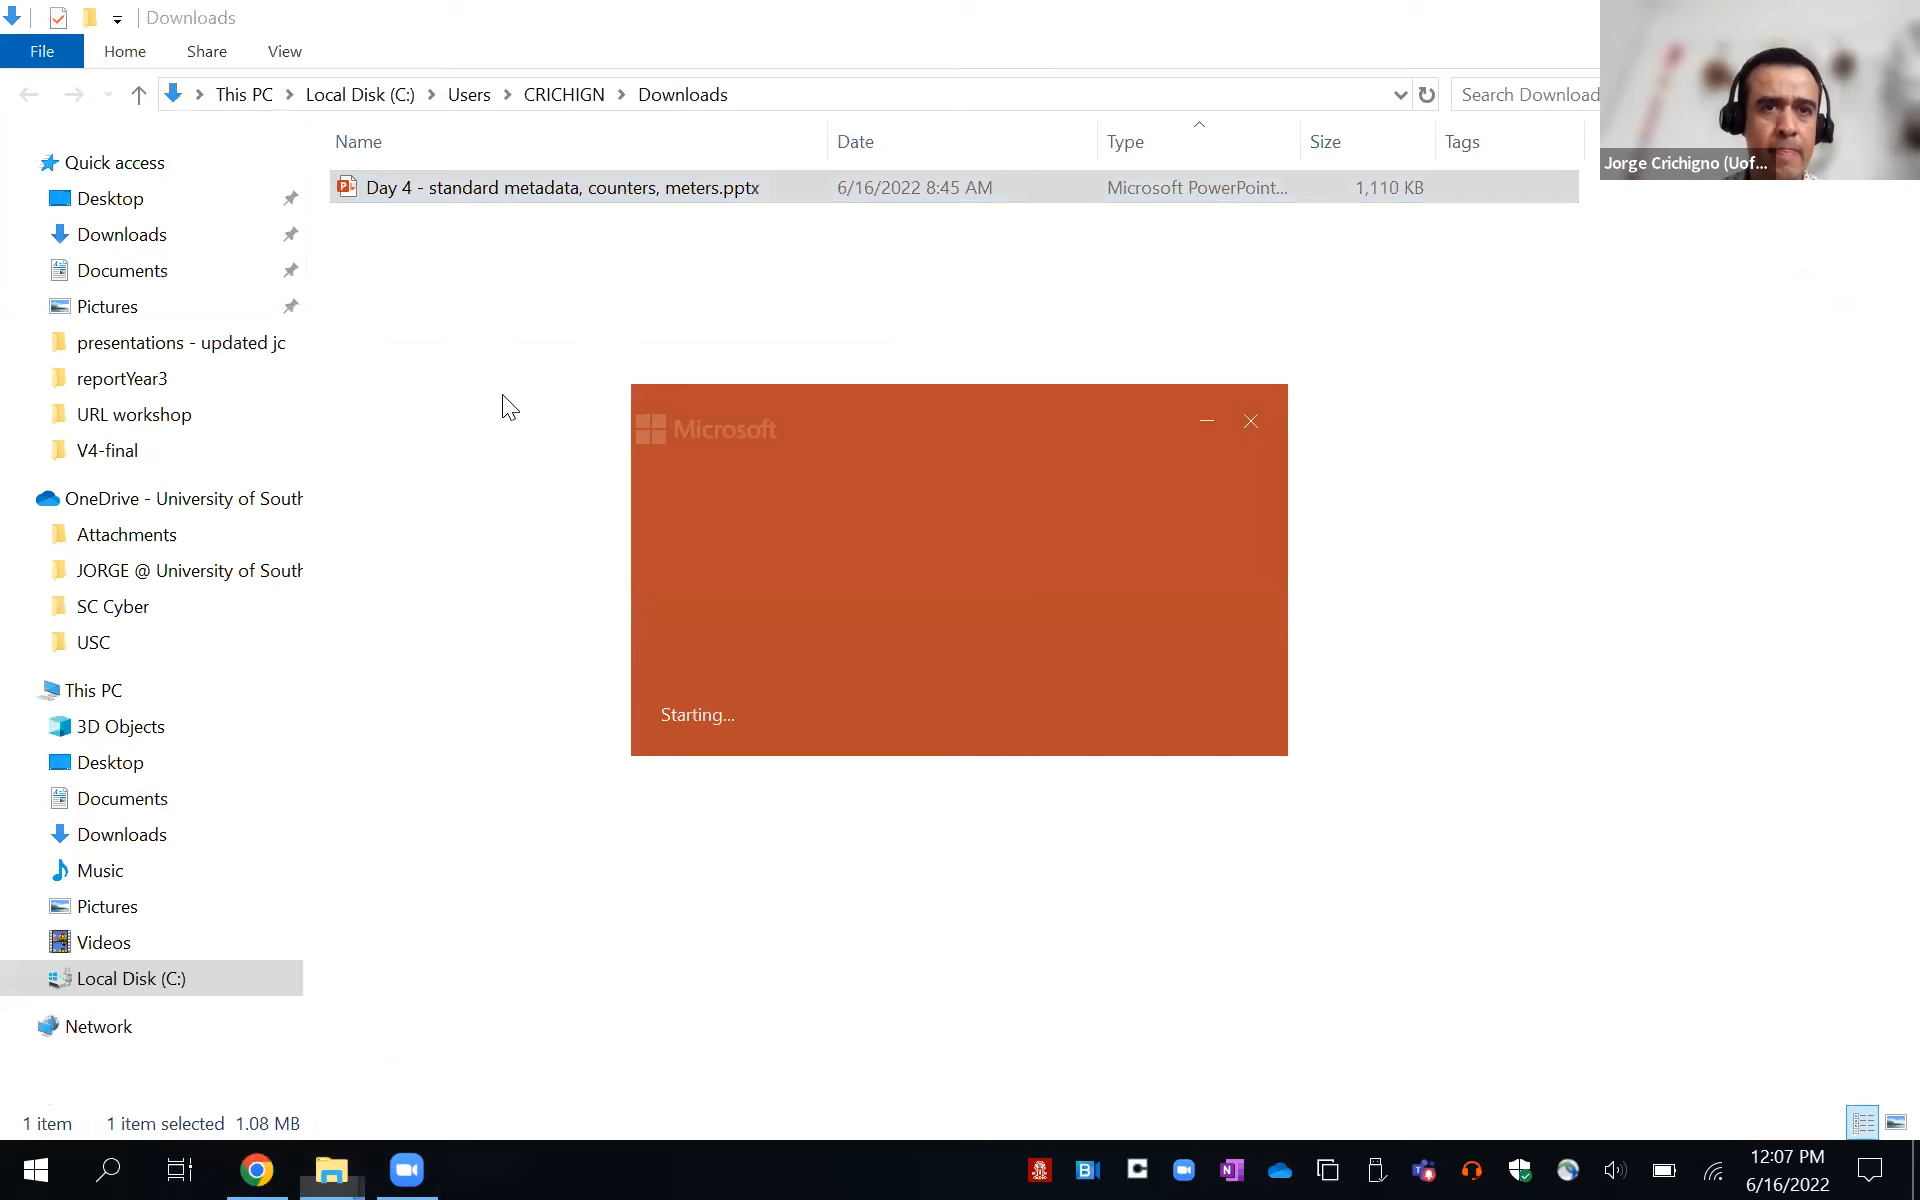 Downloads
File Home Share View
This PC Local Disk (C:) Users CRICHIGN Downloads
Search Download
Jorge Crichigno (Uof...
Name Date Type Size Tags
Day 4 - standard metadata, counters, meters.pptx 6/16/2022 8:45 AM Microsoft PowerPoint... 1,110 KB
Quick access
Desktop
Downloads
Documents
Pictures
presentations - updated jc
reportYear3
URL workshop
V4-final
OneDrive - University of South
Attachments
JORGE @ University of South
SC Cyber
USC
This PC
3D Objects
Desktop
Documents
Downloads
Music
Pictures
Videos
Local Disk (C:)
Network
Microsoft
Starting...
1 item 1 item selected 1.08 MB
12:07 PM
6/16/2022